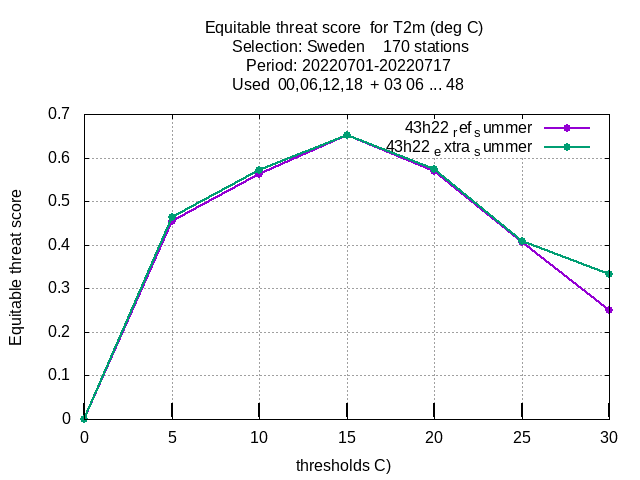 Equitable threat score  for T2m (deg C)
Selection: Sweden    170 stations
Period: 20220701-20220717
Used  00,06,12,18  + 03 06 ... 48
43h22 refsummer
43h22 extra summer
Equitable threat score
0.7
0.6
0.5
0.4
0.3
0.2
0.1
0
0 5 10 15 20 25 30
thresholds C)